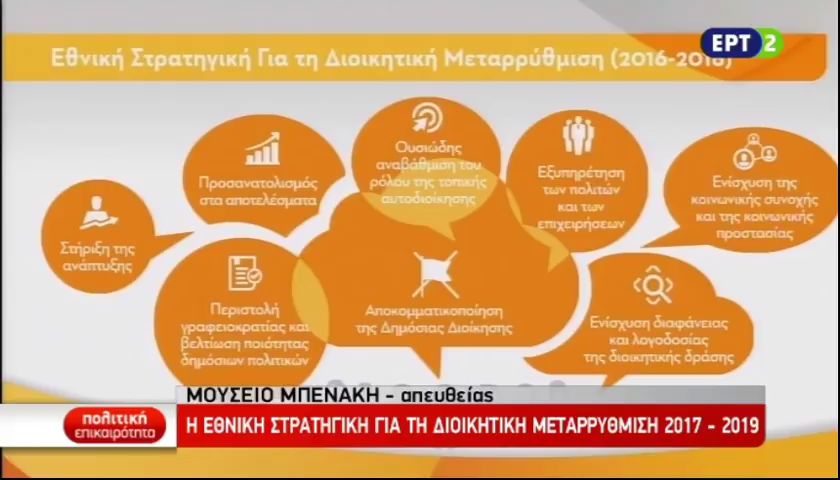 Εθνική Στρατηγική Για τη Διοικητική Μεταρρύθμιση (2016-2018)
ΕΡΤ2
Στήριξη της
ανάπτυξης
Προσανατολισμός
στα αποτελέσματα
Ουσιώδης
αναβάθμιση του
ρόλου της τοπικής
αυτοδιοίκησης
Εξυπηρέτηση
των πολιτών
και των
επιχειρήσεων
Ενίσχυση της
κοινωνικής συνοχής
και της κοινωνικής
προστασίας
Περιστολή
γραφειοκρατίας και
βελτίωση ποιότητας
δημόσιων πολιτικών
Αποκομματικοποίηση
της Δημόσιας Διοίκησης
Ενίσχυση διαφάνειας
και λογοδοσίας
της διοικητικής δράσης
ΜΟΥΣΕΙΟ ΜΠΕΝΑΚΗ - απευθείας
πολιτική
επικαιρότητα
Η ΕΘΝΙΚΗ ΣΤΡΑΤΗΓΙΚΗ ΓΙΑ ΤΗ ΔΙΟΙΚΗΤΙΚΗ ΜΕΤΑΡΡΥΘΜΙΣΗ 2017 - 2019